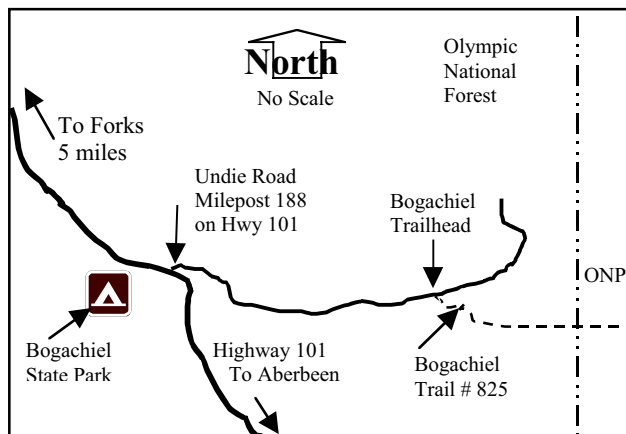 North
No Scale
Olympic
National
Forest
To Forks
5 miles
Undie Road
Milepost 188
on Hwy 101
Bogachiel
Trailhead
ONP
Bogachiel
State Park
Highway 101
To Aberbeen
Bogachiel
Trail # 825